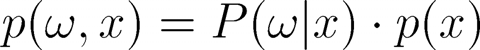 p(ω, x) = P(ω|x) · p(x)